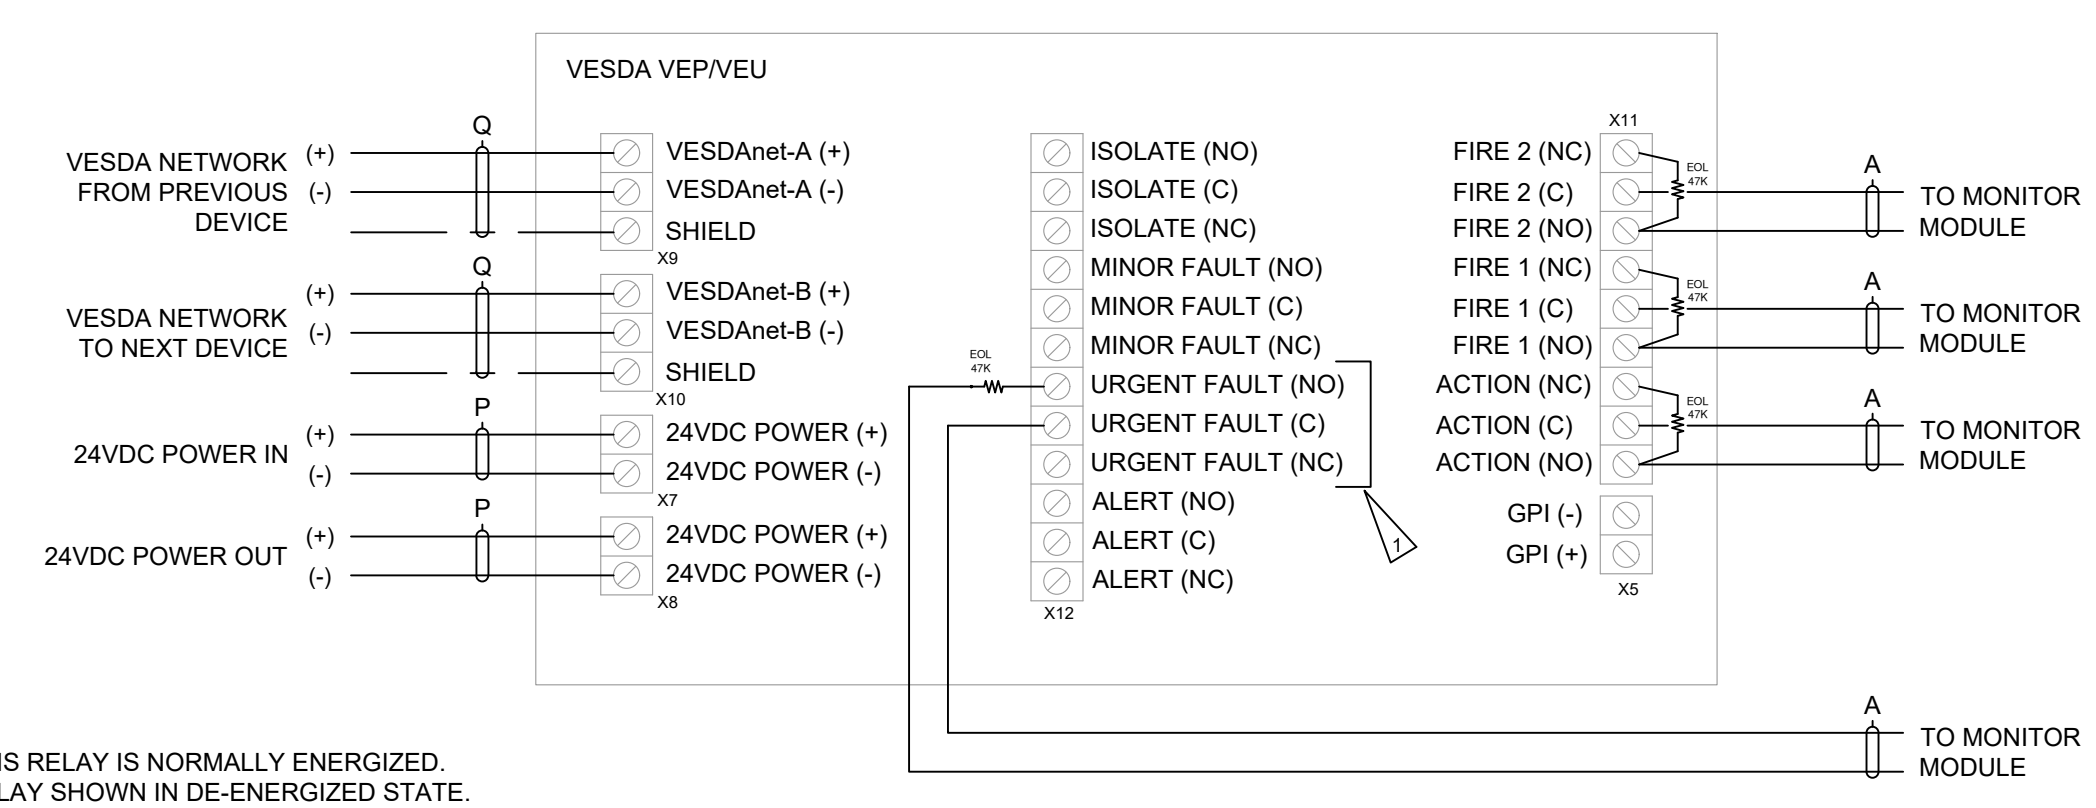 VESDA VEP/VEU
Q
VESDA NETWORK
FROM PREVIOUS
DEVICE
(+)
(-)
VESDAnet-A (+)
VESDAnet-A (-)
SHIELD
X9
Q
VESDA NETWORK
TO NEXT DEVICE
(+)
(-)
VESDAnet-B (+)
VESDAnet-B (-)
SHIELD
X10
P
24VDC POWER IN
(+)
(-)
24VDC POWER (+)
24VDC POWER (-)
X7
P
24VDC POWER OUT
(+)
(-)
24VDC POWER (+)
24VDC POWER (-)
X8
ISOLATE (NO)
ISOLATE (C)
ISOLATE (NC)
MINOR FAULT (NO)
MINOR FAULT (C)
MINOR FAULT (NC)
EOL
47K
URGENT FAULT (NO)
URGENT FAULT (C)
URGENT FAULT (NC)
ALERT (NO)
ALERT (C)
ALERT (NC)
X12
1
X11
FIRE 2 (NC)
FIRE 2 (C)
FIRE 2 (NO)
EOL
47K
A
TO MONITOR
MODULE
FIRE 1 (NC)
FIRE 1 (C)
FIRE 1 (NO)
EOL
47K
A
TO MONITOR
MODULE
ACTION (NC)
ACTION (C)
ACTION (NO)
EOL
47K
A
TO MONITOR
MODULE
GPI (-)
GPI (+)
X5
A
TO MONITOR
MODULE
IS RELAY IS NORMALLY ENERGIZED.
LAY SHOWN IN DE-ENERGIZED STATE.